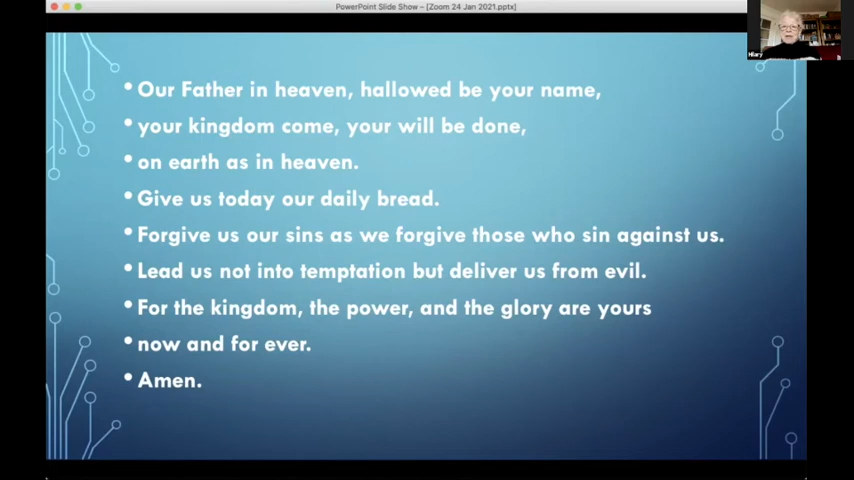 PowerPoint Slide Show - [Zoom 24 Jan 2021.pptx]
Hilary
• Our Father in heaven, hallowed be your name,
• your kingdom come, your will be done,
• on earth as in heaven.
• Give us today our daily bread.
• Forgive us our sins as we forgive those who sin against us.
• Lead us not into temptation but deliver us from evil.
• For the kingdom, the power, and the glory are yours
• now and for ever.
• Amen.